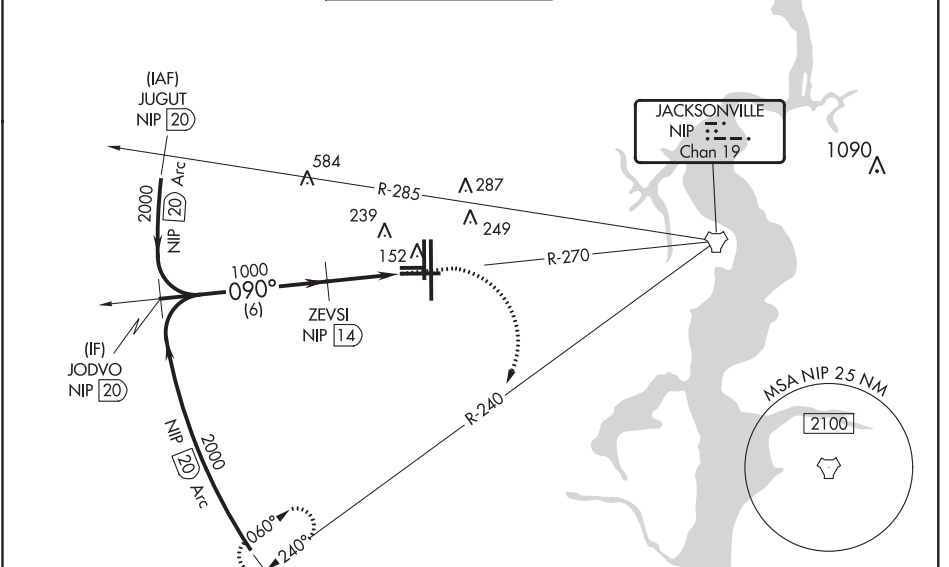 (IAF)
JUGUT
NIP 20
2000
NIP 20 Arc
584
R-285
287
249
239
152
JACKSONVILLE
NIP
Chan 19
1090
R-270
1000
090°
(6)
ZEVSI
NIP 14
(IF)
JODVO
NIP 20
2000
NIP 20 Arc
R-240
060°
240°
MSA NIP 25 NM
2100